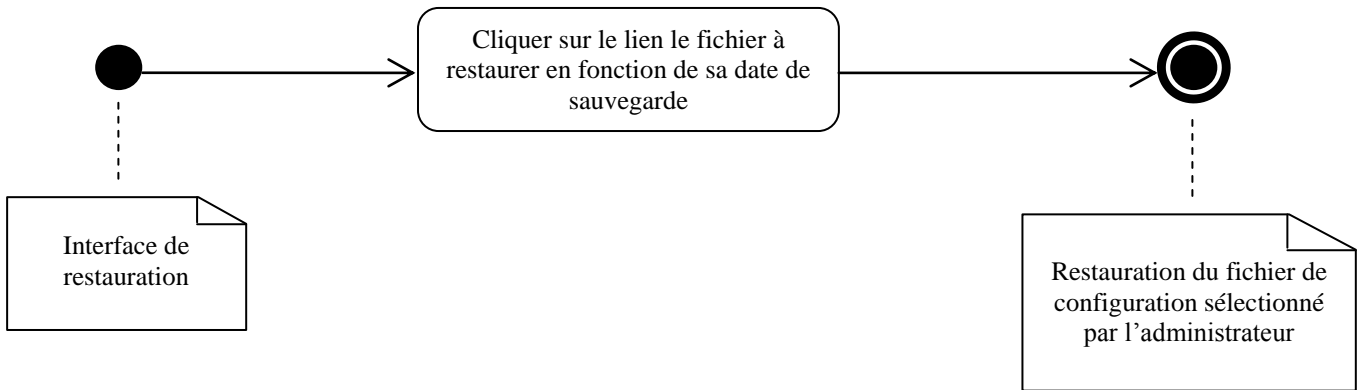 Cliquer sur le lien le fichier à
restaurer en fonction de sa date de
sauvegarde
Interface de
restauration
Restauration du fichier de
configuration sélectionné
par l’administrateur